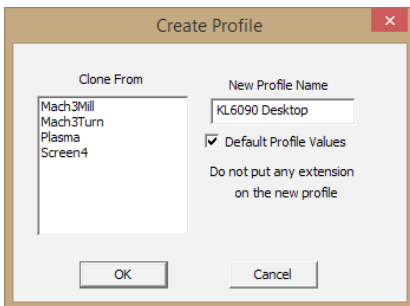 Create Profile
Clone From
Mach3Mill
Mach3Turn
Plasma
Screen4
New Profile Name
KL6090 Desktop
Default Profile Values
Do not put any extension
on the new profile
OK
Cancel